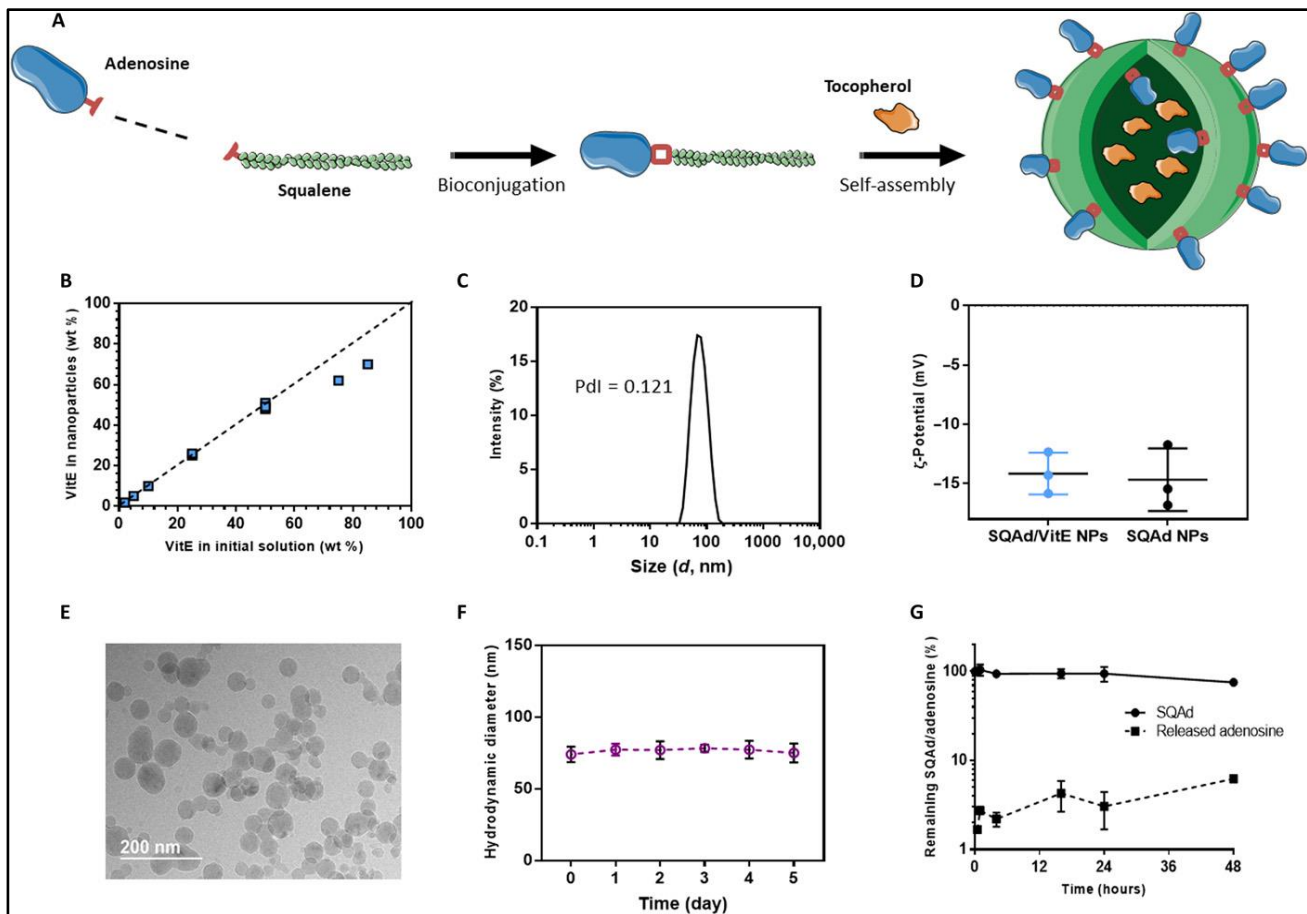 A
Adenosine
Squalene
Bioconjugation
Tocopherol
Self-assembly
B
VitE in nanoparticles (wt %)
100
80
60
40
20
0
0 20 40 60 80 100
VitE in initial solution (wt %)
C
Intensity (%)
20
15
10
5
0
PdI = 0.121
0.1 1 10 100 1000 10,000
Size (d, nm)
D
ζ-Potential (mV)
0
−5
−10
−15
SQAd/VitE NPs SQAd NPs
E
200 nm
F
Hydrodynamic diameter (nm)
150
100
50
0
0 1 2 3 4 5
Time (day)
G
Remaining SQAd/adenosine (%)
100
10
1
SQAd
Released adenosine
0 12 24 36 48
Time (hours)